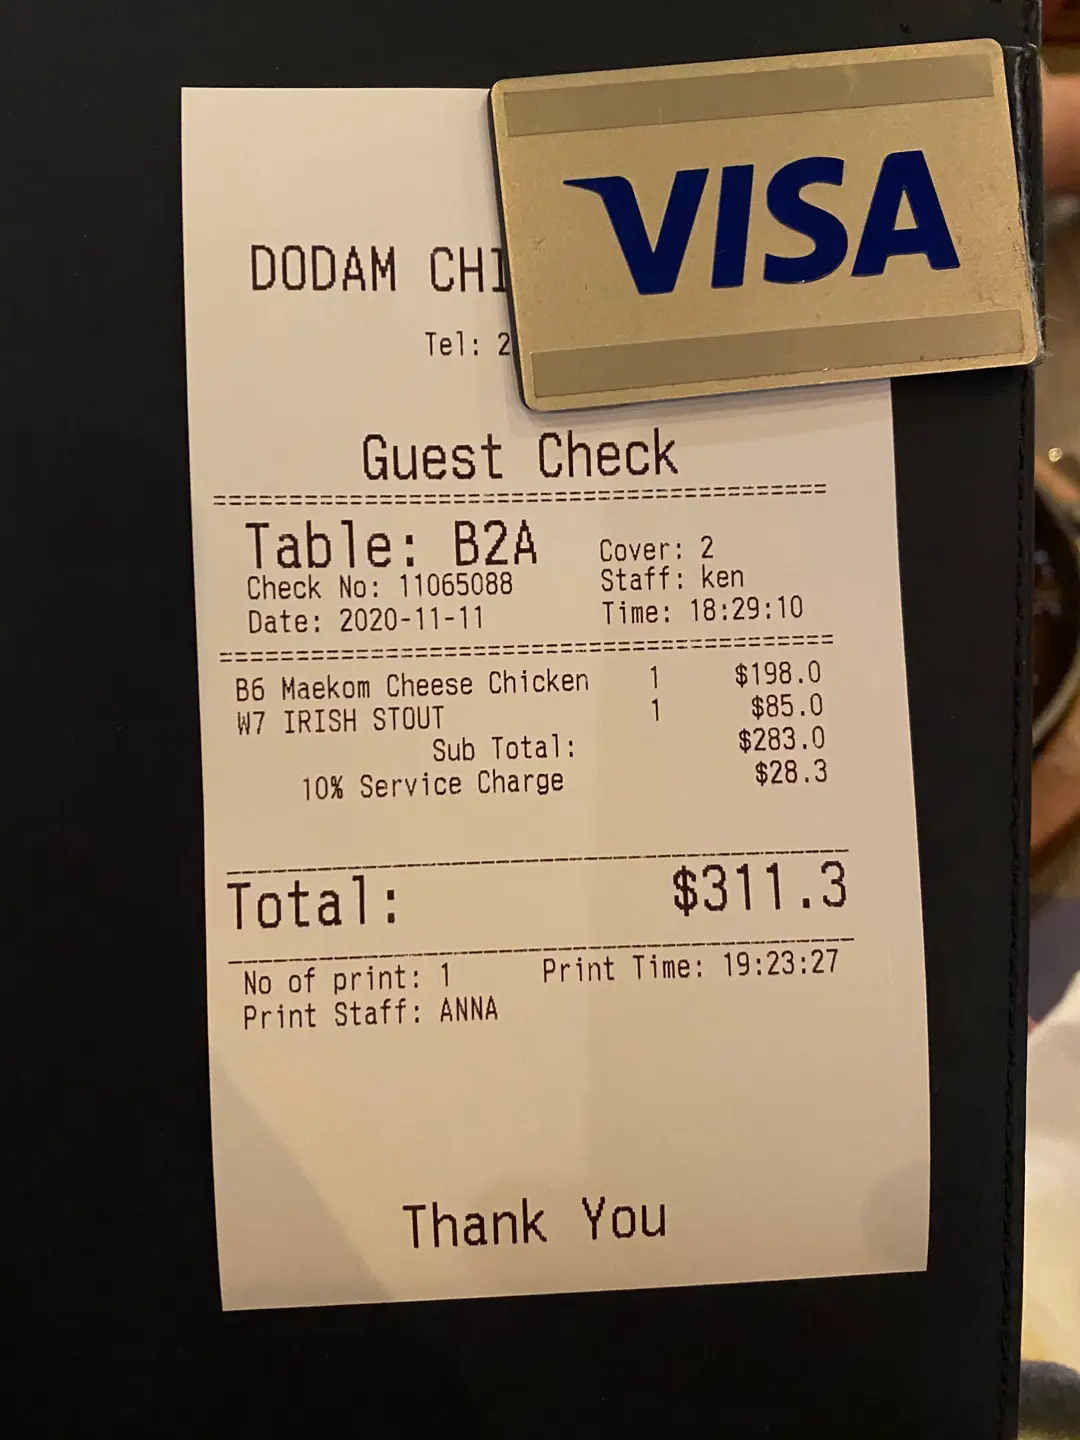 VISA
DODAM CHI
Tel: 2
Guest Check
Table: B2A
Cover: 2
Check No: 11065088
Staff: ken
Date: 2020-11-11
Time: 18:29:10
B6 Maekom Cheese Chicken 1 $198.0
W7 IRISH STOUT 1 $85.0
Sub Total: $283.0
10% Service Charge $28.3
Total: $311.3
No of print: 1 Print Time: 19:23:27
Print Staff: ANNA
Thank You